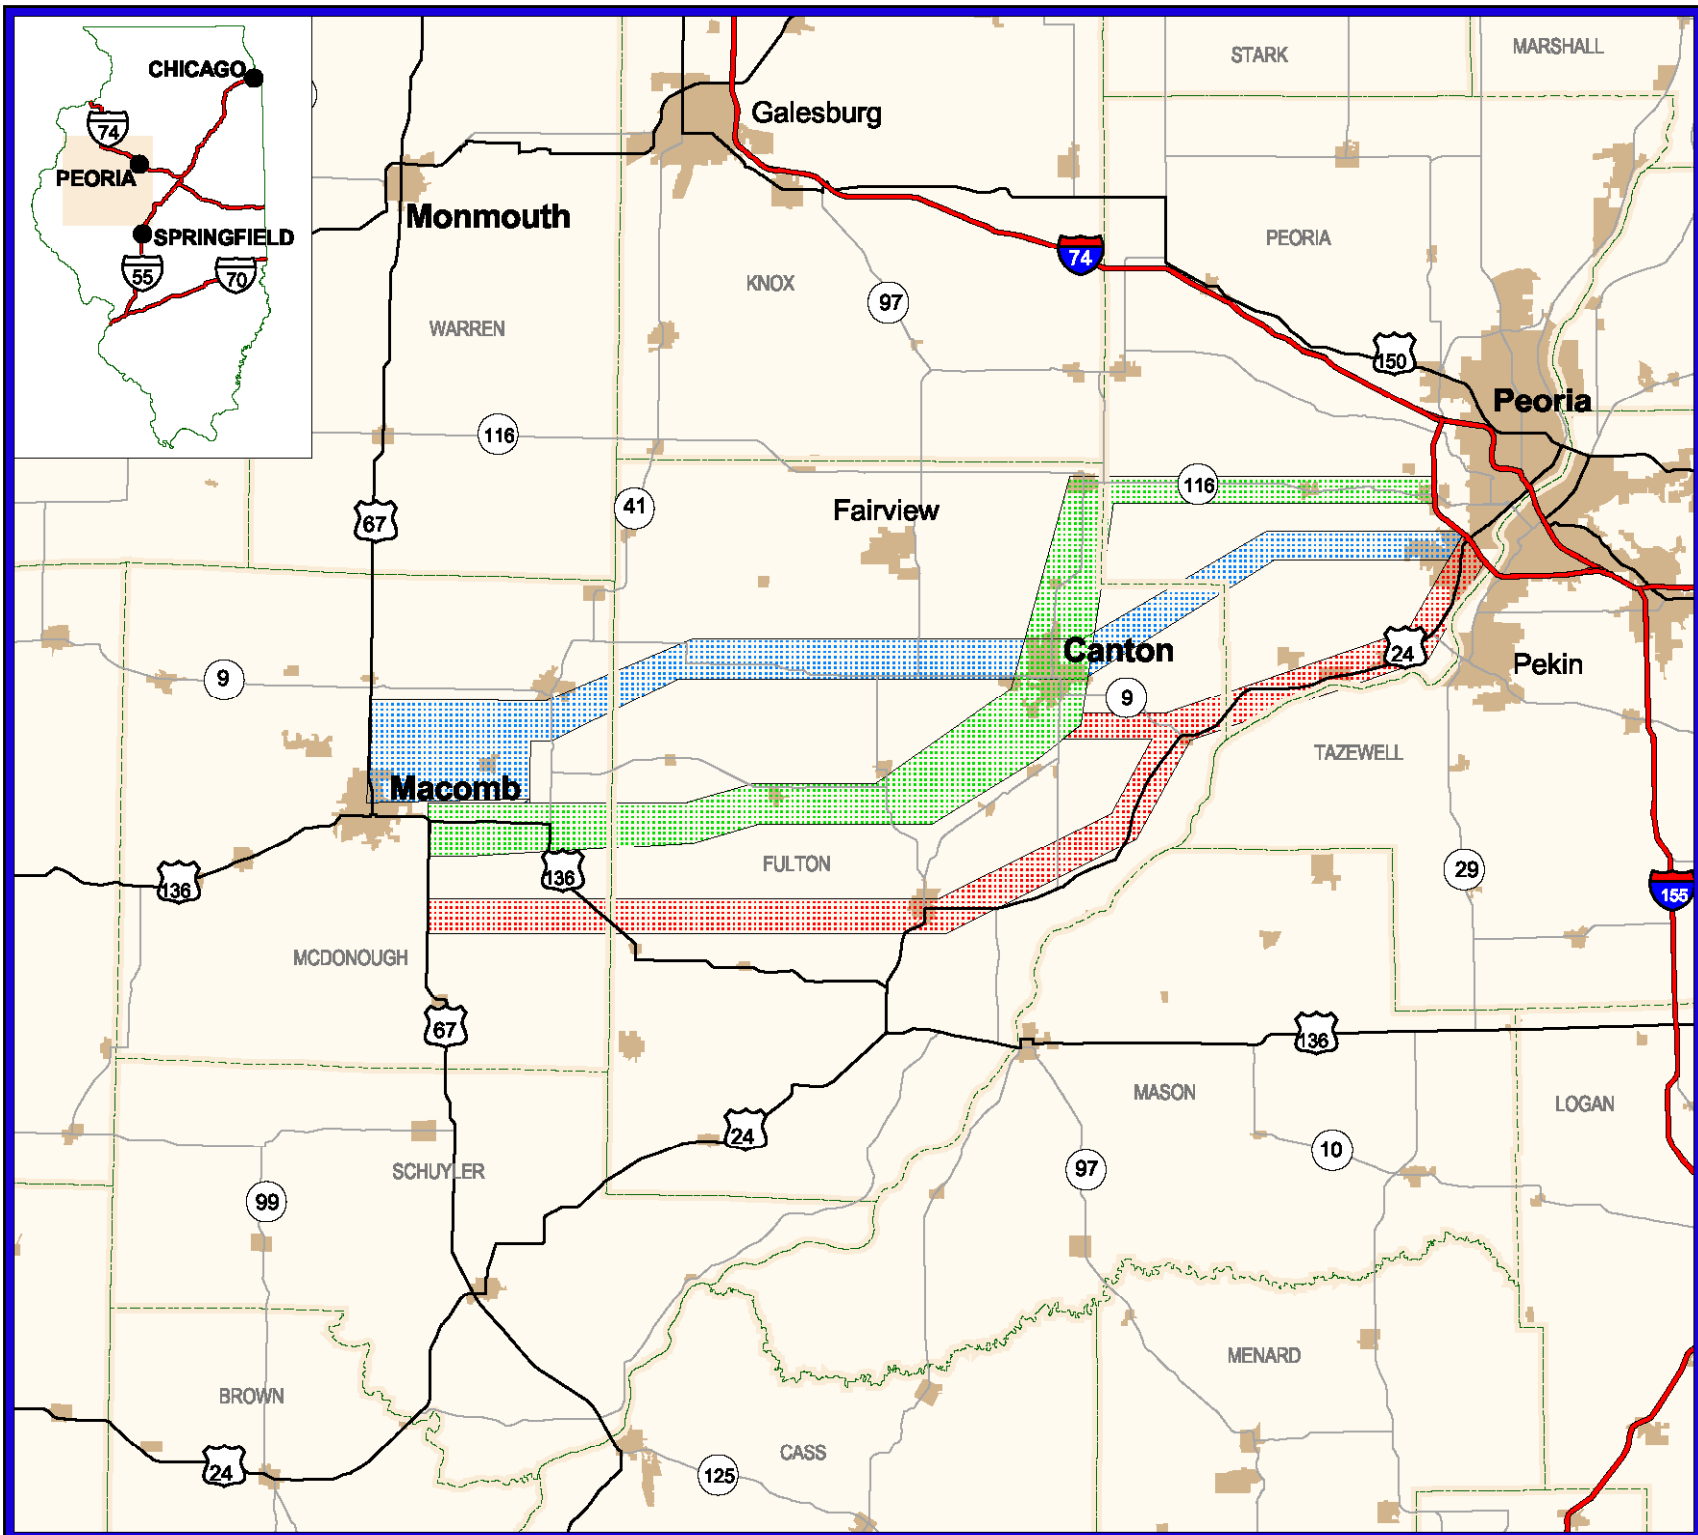 CHICAGO
74
PEORIA
SPRINGFIELD
55
70
STARK
MARSHALL
Galesburg
Monmouth
PEORIA
74
KNOX
97
WARREN
150
Peoria
116
116
41
Fairview
67
Canton
24
Pekin
9
9
TAZEWELL
Macomb
136
136
FULTON
29
155
MCDONOUGH
67
136
MASON
LOGAN
24
10
SCHUYLER
97
99
MENARD
BROWN
CASS
24
125